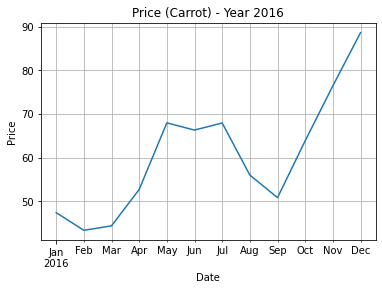 Price (Carrot) - Year 2016
90
80
70
60
50
Price
Jan Feb Mar Apr May Jun Jul Aug Sep Oct Nov Dec
2016
Date